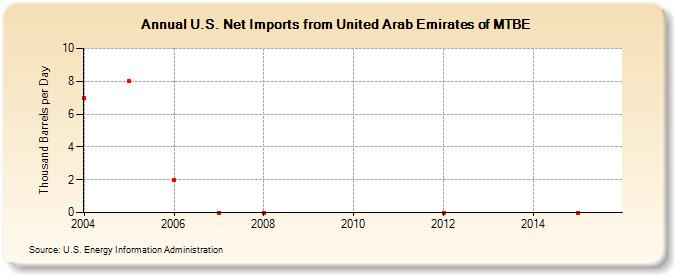 Annual U.S. Net Imports from United Arab Emirates of MTBE
Thousand Barrels per Day
10
8
6
4
2
0
2004 2006 2008 2010 2012 2014
Source: U.S. Energy Information Administration